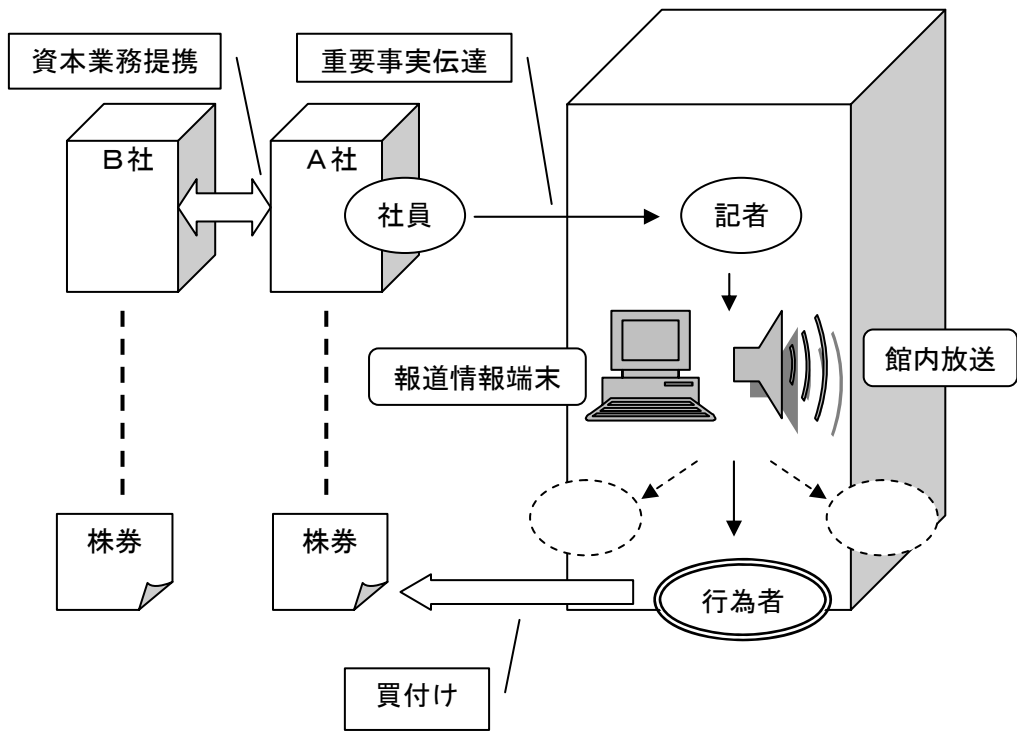 資本業務提携
重要事実伝達
Ｂ社
Ａ社
社員
記者
報道情報端末
館内放送
株券
株券
行為者
買付け